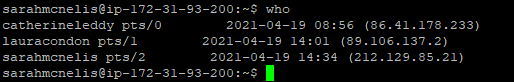 sarahmcnelis@ip-172-31-93-200:~$ who
catherineleddy pts/0        2021-04-19 08:56 (86.41.178.233)
lauracondon pts/1        2021-04-19 14:01 (89.106.137.2)
sarahmcnelis pts/2        2021-04-19 14:34 (212.129.85.21)
sarahmcnelis@ip-172-31-93-200:~$